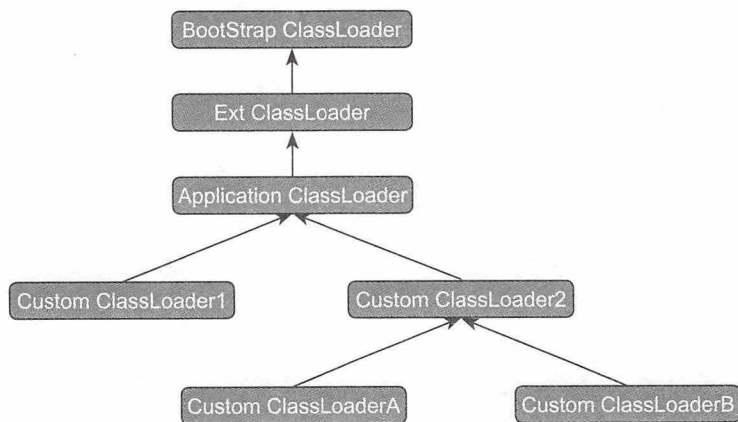 BootStrap ClassLoader
Ext ClassLoader
Application ClassLoader
Custom ClassLoader1
Custom ClassLoader2
Custom ClassLoaderA
Custom ClassLoaderB